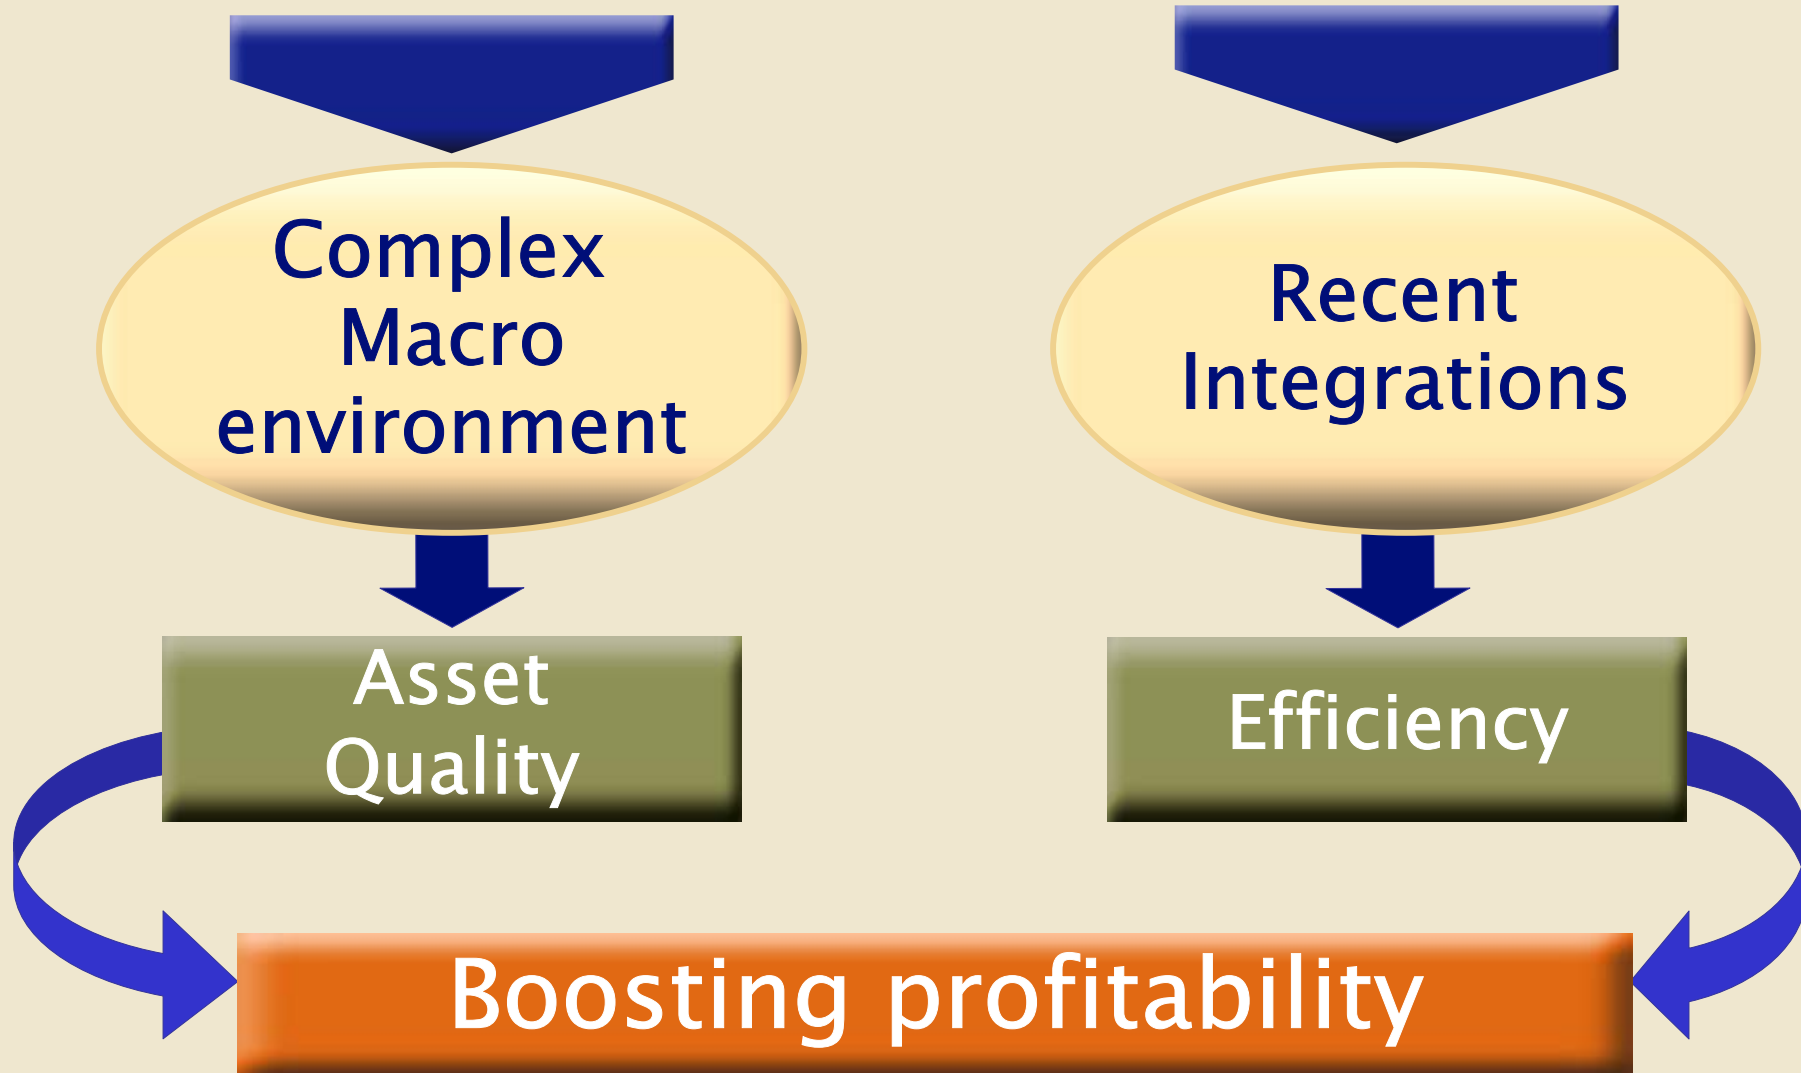 Complex
Macro
environment
Recent
Integrations
Asset
Quality
Efficiency
Boosting profitability